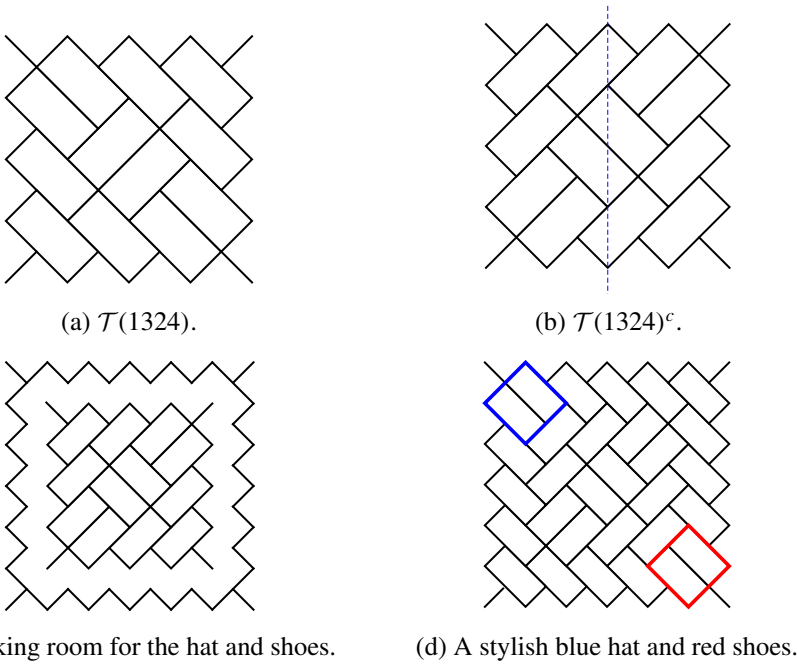 (a) 𝒯(1324).
(b) 𝒯(1324)ᶜ.
king room for the hat and shoes.
(d) A stylish blue hat and red shoes.